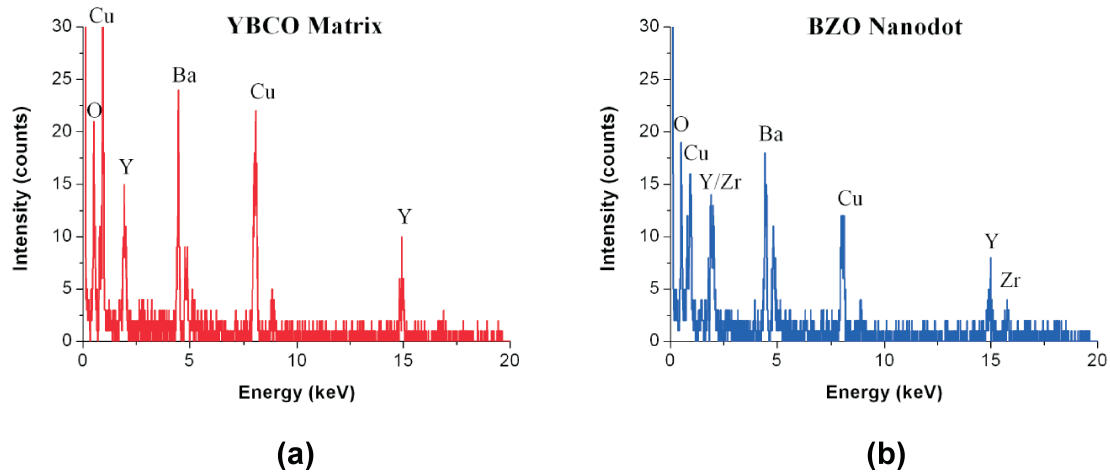 YBCO Matrix
Intensity (counts)
30
25
20
15
10
5
0
Cu
O
Y
Ba
Cu
Y
0 5 10 15 20
Energy (keV)
(a)
BZO Nanodot
Intensity (counts)
30
25
20
15
10
5
0
O
Cu
Y/Zr
Ba
Cu
Y
Zr
0 5 10 15 20
Energy (keV)
(b)